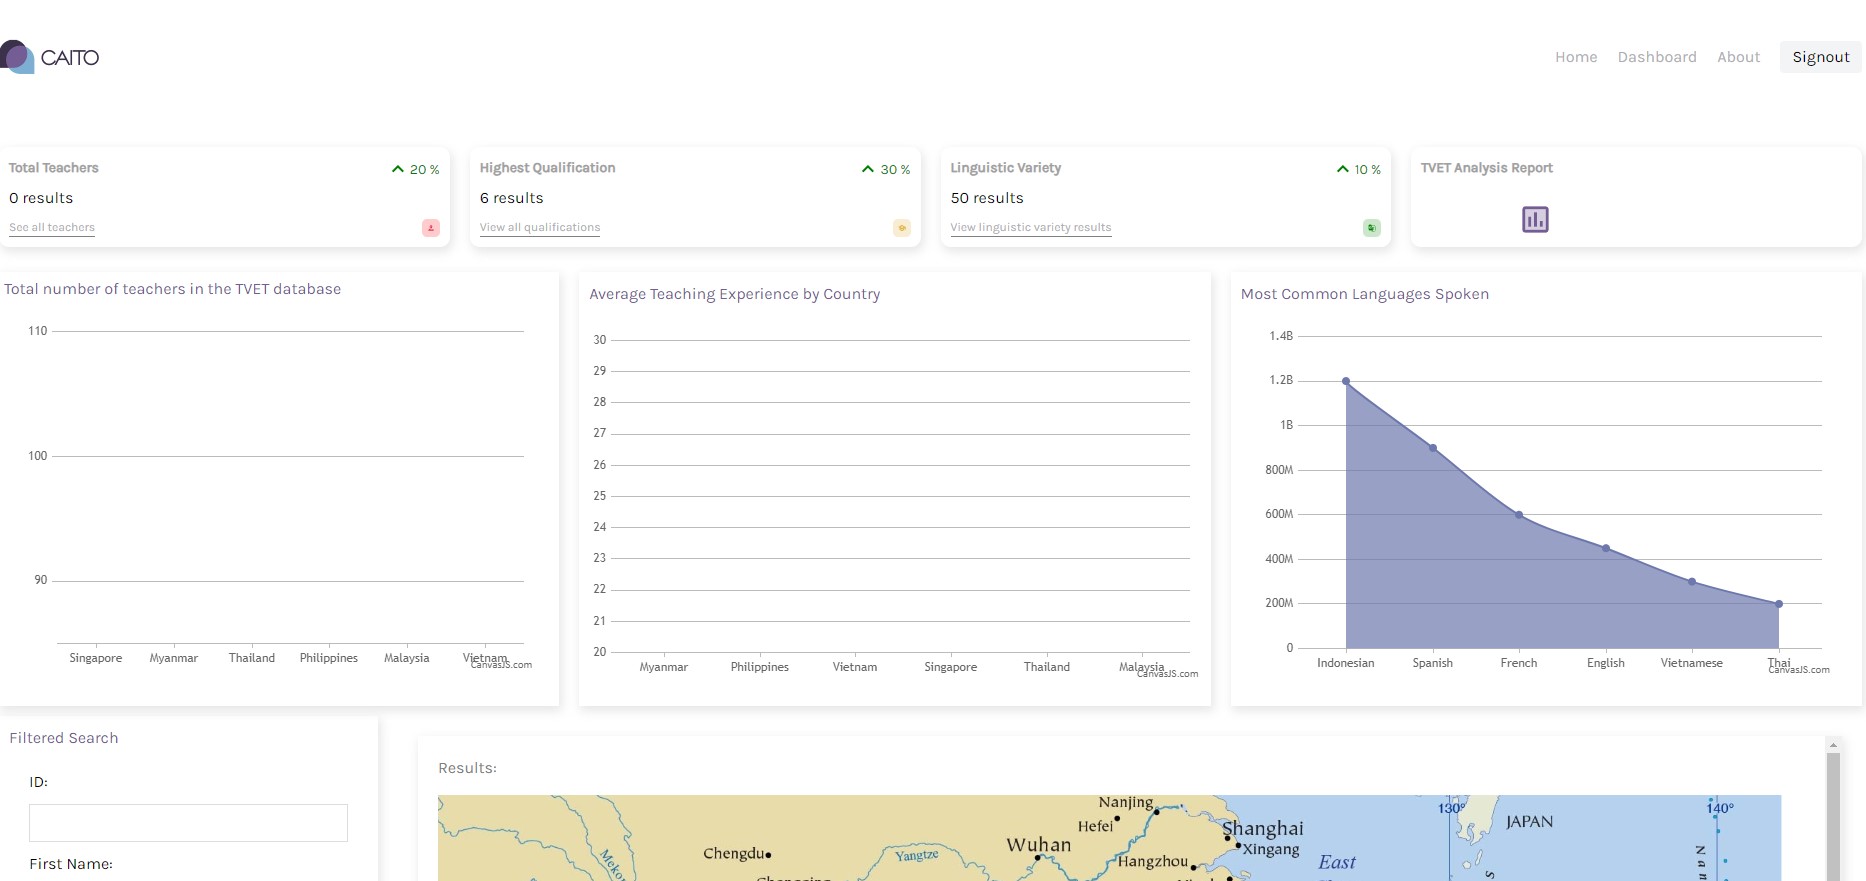 CAITO
Home Dashboard About Signout
Total Teachers
20 %
0 results
See all teachers
Highest Qualification
30 %
6 results
View all qualifications
Linguistic Variety
10 %
50 results
View linguistic variety results
TVET Analysis Report
Total number of teachers in the TVET database
110
100
90
Singapore Myanmar Thailand Philippines Malaysia Vietnam
CanvasJS.com
Average Teaching Experience by Country
30
29
28
27
26
25
24
23
22
21
20
Myanmar Philippines Vietnam Singapore Thailand Malaysia
CanvasJS.com
Most Common Languages Spoken
1.4B
1.2B
1B
800M
600M
400M
200M
0
Indonesian Spanish French English Vietnamese Thai
CanvasJS.com
Filtered Search
ID:
First Name:
Results:
Nanjing
130°
140°
Hefei
Shanghai
JAPAN
Wuhan
Xingang
Chengdu
Yangtze
Hangzhou
East